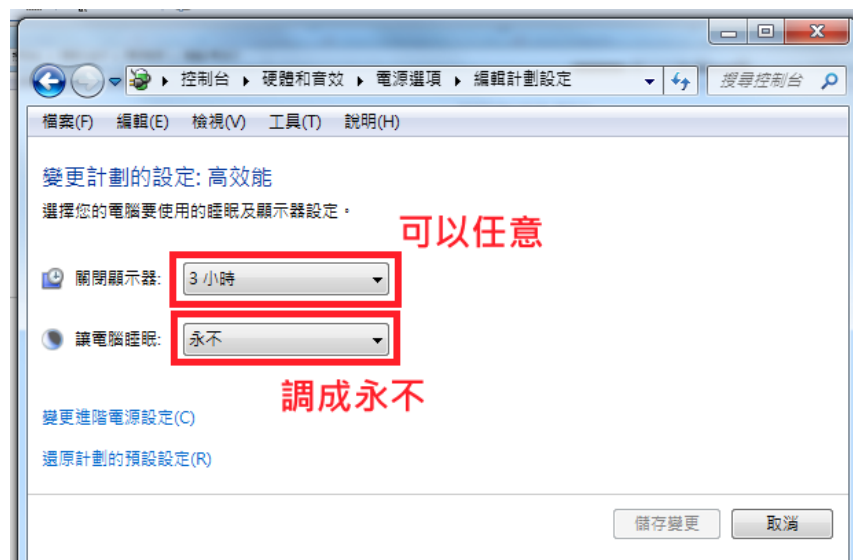 控制台 ▸ 硬體和音效 ▸ 電源選項 ▸ 編輯計劃設定
搜尋控制台
檔案(F) 編輯(E) 檢視(V) 工具(T) 說明(H)
變更計劃的設定: 高效能
選擇您的電腦要使用的睡眠及顯示器設定。
可以任意
關閉顯示器: 3 小時
讓電腦睡眠: 永不
調成永不
變更進階電源設定(C)
還原計劃的預設設定(R)
儲存變更 取消